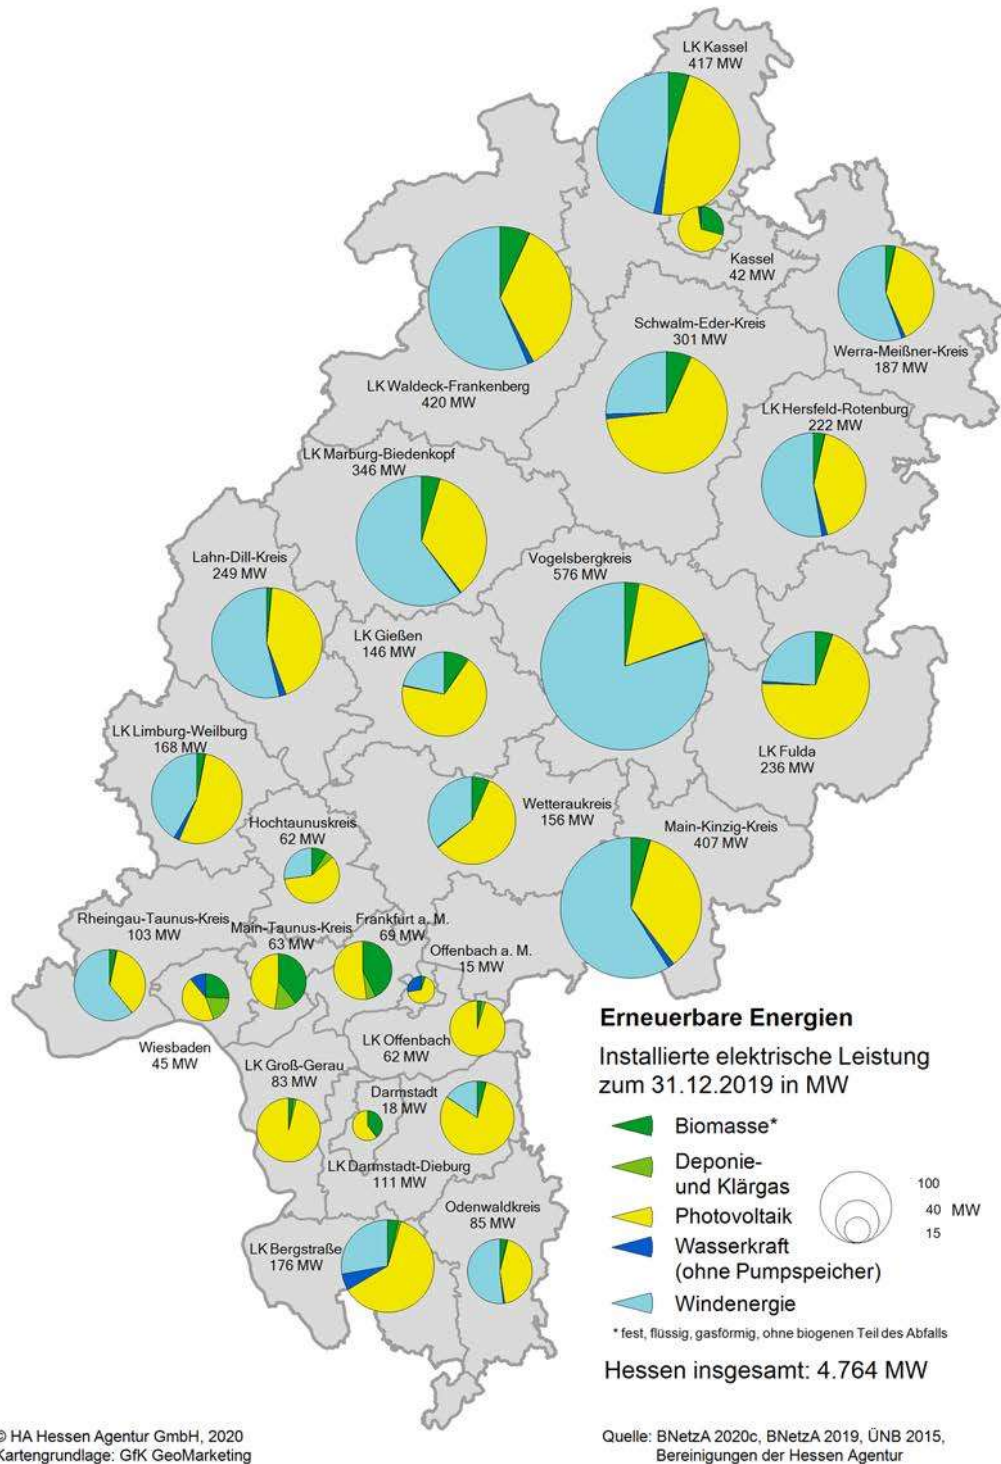 LK Kassel
417 MW
Kassel
42 MW
Werra-Meißner-Kreis
187 MW
Schwalm-Eder-Kreis
301 MW
LK Waldeck-Frankenberg
420 MW
LK Hersfeld-Rotenburg
222 MW
LK Marburg-Biedenkopf
346 MW
Lahn-Dill-Kreis
249 MW
Vogelsbergkreis
576 MW
LK Gießen
146 MW
LK Fulda
236 MW
LK Limburg-Weilburg
168 MW
Wetteraukreis
156 MW
Hochtaunuskreis
62 MW
Main-Kinzig-Kreis
407 MW
Rheingau-Taunus-Kreis
103 MW
Main-Taunus-Kreis
63 MW
Frankfurt a. M.
69 MW
Offenbach a. M.
15 MW
Wiesbaden
45 MW
LK Offenbach
62 MW
LK Groß-Gerau
83 MW
Darmstadt
18 MW
LK Darmstadt-Dieburg
111 MW
Odenwaldkreis
85 MW
LK Bergstraße
176 MW
Erneuerbare Energien
Installierte elektrische Leistung
zum 31.12.2019 in MW
Biomasse*
Deponie-
und Klärgas
Photovoltaik
Wasserkraft
(ohne Pumpspeicher)
Windenergie
100
40 MW
15
* fest, flüssig, gasförmig, ohne biogenen Teil des Abfalls
Hessen insgesamt: 4.764 MW
© HA Hessen Agentur GmbH, 2020
Kartengrundlage: GfK GeoMarketing
Quelle: BNetzA 2020c, BNetzA 2019, ÜNB 2015,
Bereinigungen der Hessen Agentur